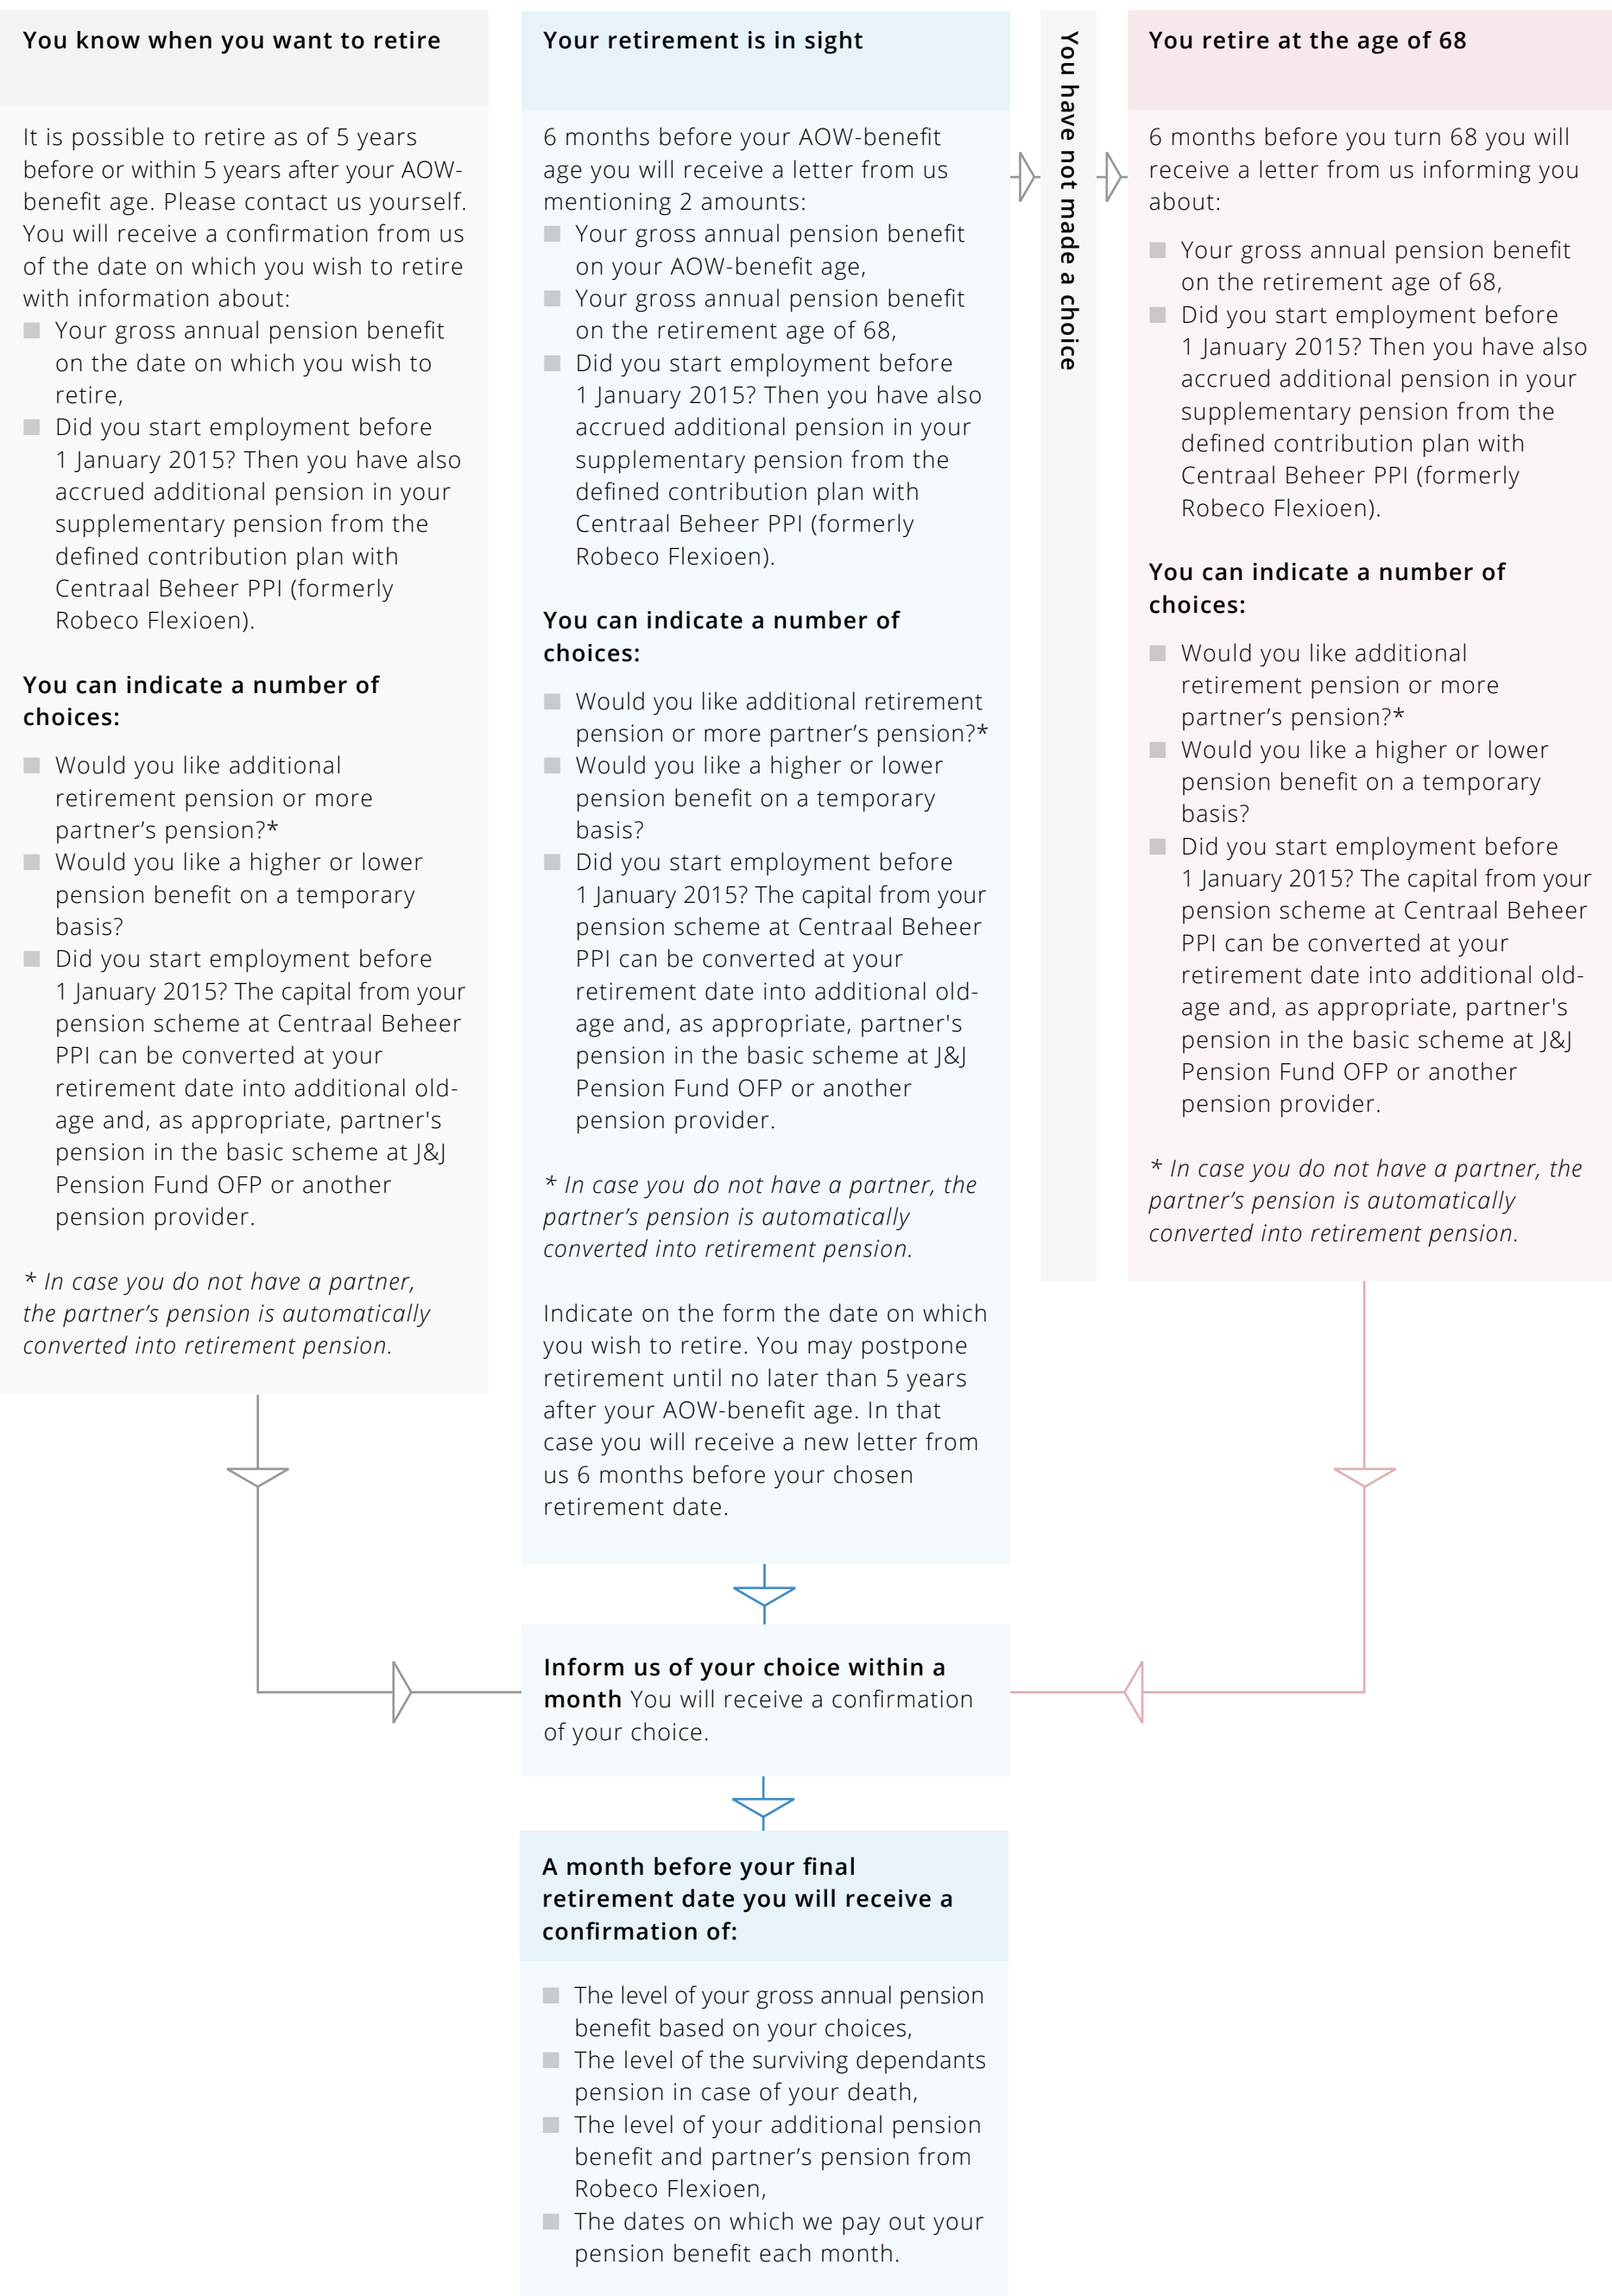 You know when you want to retire
It is possible to retire as of 5 years
before or within 5 years after your AOW-
benefit age. Please contact us yourself.
You will receive a confirmation from us
of the date on which you wish to retire
with information about:
Your gross annual pension benefit
on the date on which you wish to
retire,
Did you start employment before
1 January 2015? Then you have also
accrued additional pension in your
supplementary pension from the
defined contribution plan with
Centraal Beheer PPI (formerly
Robeco Flexioen).
You can indicate a number of
choices:
Would you like additional
retirement pension or more
partner’s pension?*
Would you like a higher or lower
pension benefit on a temporary
basis?
Did you start employment before
1 January 2015? The capital from your
pension scheme at Centraal Beheer
PPI can be converted at your
retirement date into additional old-
age and, as appropriate, partner's
pension in the basic scheme at J&J
Pension Fund OFP or another
pension provider.
* In case you do not have a partner,
the partner’s pension is automatically
converted into retirement pension.
Your retirement is in sight
6 months before your AOW-benefit
age you will receive a letter from us
mentioning 2 amounts:
Your gross annual pension benefit
on your AOW-benefit age,
Your gross annual pension benefit
on the retirement age of 68,
Did you start employment before
1 January 2015? Then you have also
accrued additional pension in your
supplementary pension from the
defined contribution plan with
Centraal Beheer PPI (formerly
Robeco Flexioen).
You can indicate a number of
choices:
Would you like additional retirement
pension or more partner’s pension?*
Would you like a higher or lower
pension benefit on a temporary
basis?
Did you start employment before
1 January 2015? The capital from your
pension scheme at Centraal Beheer
PPI can be converted at your
retirement date into additional old-
age and, as appropriate, partner's
pension in the basic scheme at J&J
Pension Fund OFP or another
pension provider.
* In case you do not have a partner, the
partner’s pension is automatically
converted into retirement pension.
Indicate on the form the date on which
you wish to retire. You may postpone
retirement until no later than 5 years
after your AOW-benefit age. In that
case you will receive a new letter from
us 6 months before your chosen
retirement date.
You have not made a choice
You retire at the age of 68
6 months before you turn 68 you will
receive a letter from us informing you
about:
Your gross annual pension benefit
on the retirement age of 68,
Did you start employment before
1 January 2015? Then you have also
accrued additional pension in your
supplementary pension from the
defined contribution plan with
Centraal Beheer PPI (formerly
Robeco Flexioen).
You can indicate a number of
choices:
Would you like additional
retirement pension or more
partner’s pension?*
Would you like a higher or lower
pension benefit on a temporary
basis?
Did you start employment before
1 January 2015? The capital from your
pension scheme at Centraal Beheer
PPI can be converted at your
retirement date into additional old-
age and, as appropriate, partner's
pension in the basic scheme at J&J
Pension Fund OFP or another
pension provider.
* In case you do not have a partner, the
partner’s pension is automatically
converted into retirement pension.
Inform us of your choice within a
month You will receive a confirmation
of your choice.
A month before your final
retirement date you will receive a
confirmation of:
The level of your gross annual pension
benefit based on your choices,
The level of the surviving dependants
pension in case of your death,
The level of your additional pension
benefit and partner’s pension from
Robeco Flexioen,
The dates on which we pay out your
pension benefit each month.